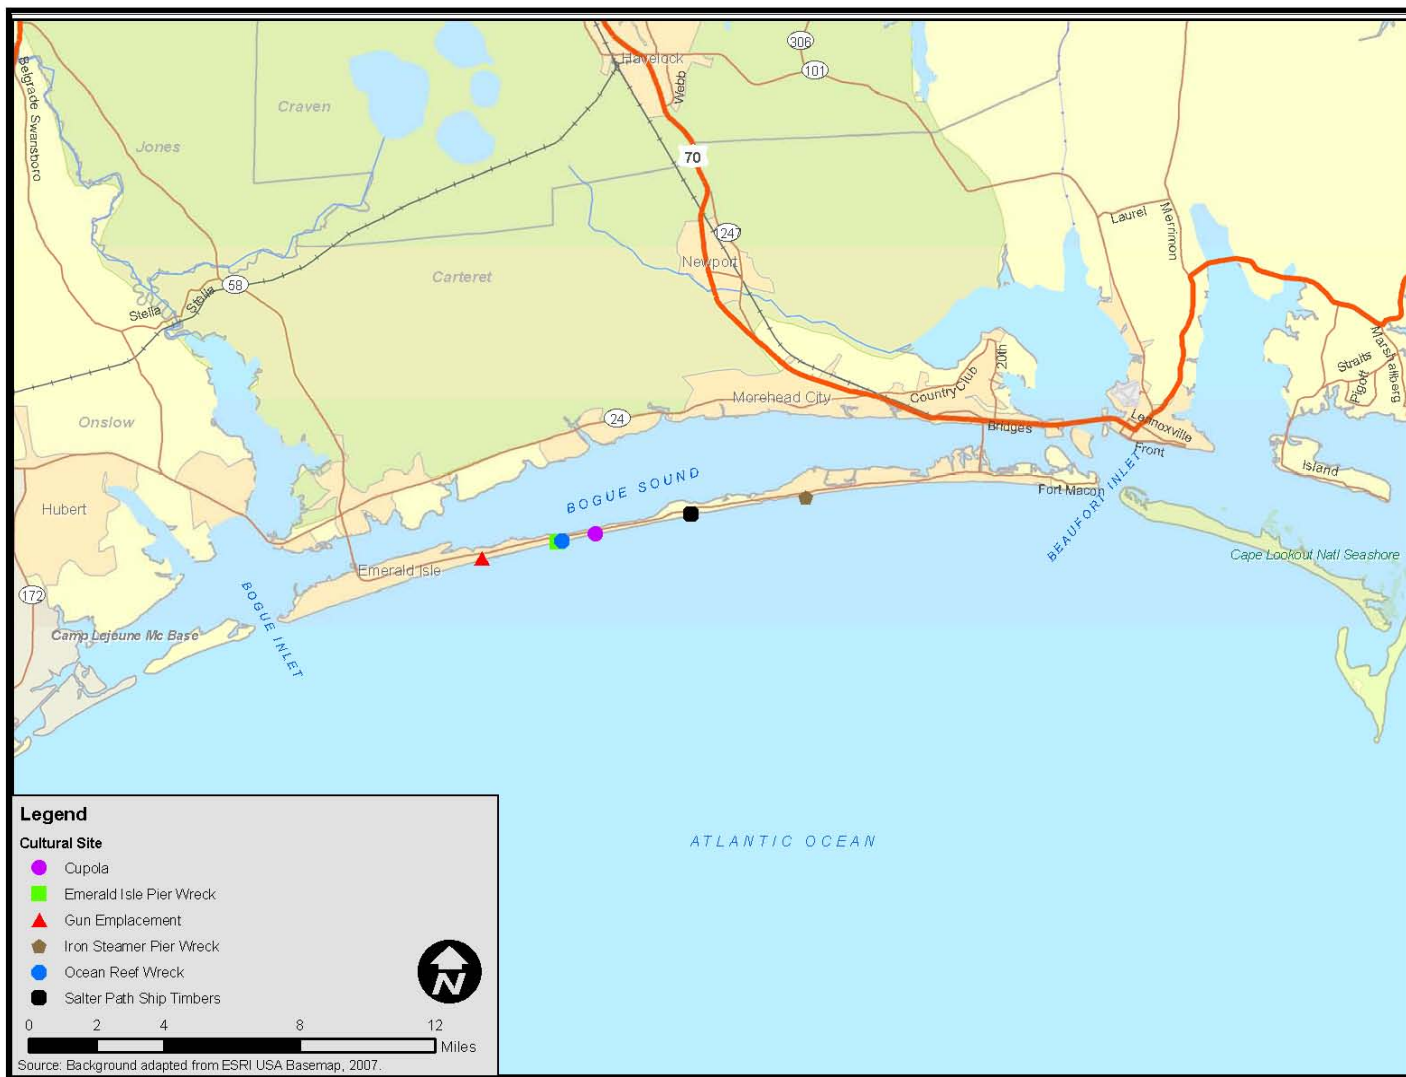 306
Havelock
101
Belgrade Swansboro
Webb
Craven
Jones
70
Laurel
Merrimon
1247
Newport
Carteret
58
Stella
Stella
20th
Marshallberg
Straits
Pigott
Country Club
Morehead City
24
Onslow
Lennoxville
Bridges
Front
Island
BOGUE SOUND
Fort Macon
Hubert
BEAUFORT INLET
Cape Lookout Natl Seashore
Emerald Isle
172
BOGUE INLET
Camp Lejeune Mc Base
ATLANTIC OCEAN
Legend
Cultural Site
Cupola
Emerald Isle Pier Wreck
Gun Emplacement
Iron Steamer Pier Wreck
Ocean Reef Wreck
Salter Path Ship Timbers
N
0 2 4 8 12
Miles
Source: Background adapted from ESRI USA Basemap, 2007.